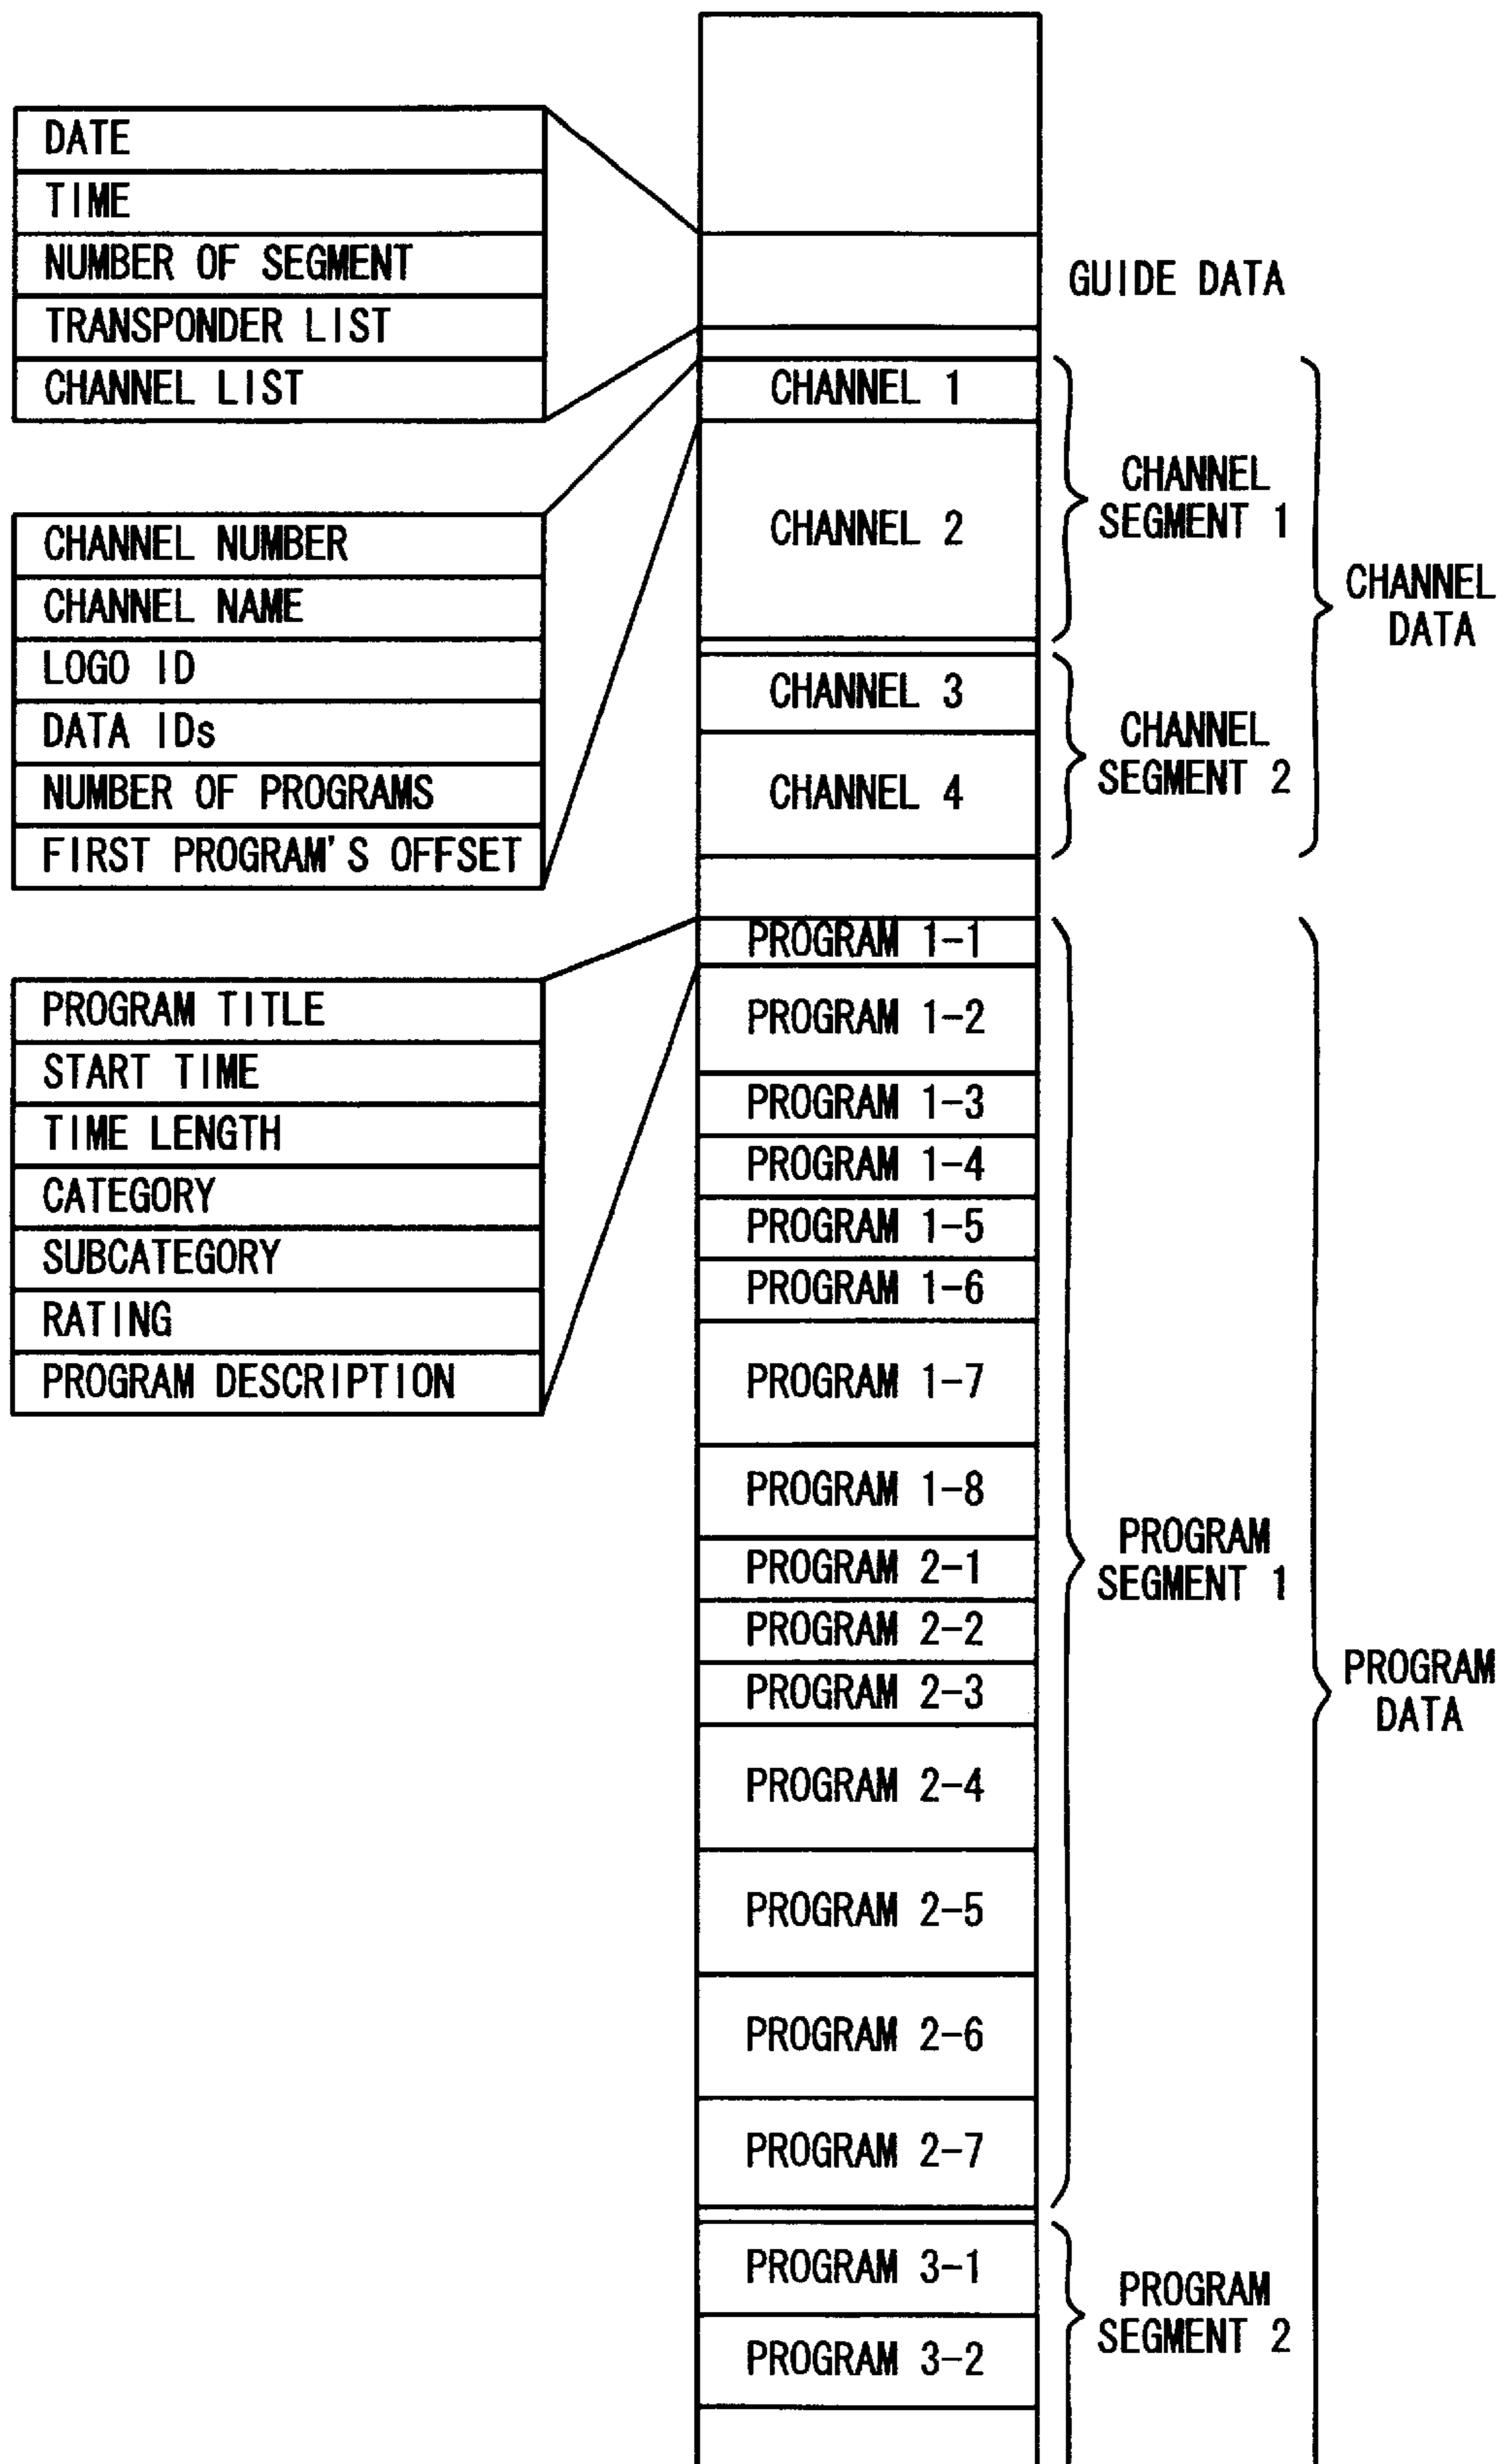 DATE
TIME
NUMBER OF SEGMENT
TRANSPONDER LIST
CHANNEL LIST
CHANNEL NUMBER
CHANNEL NAME
LOGO ID
DATA IDs
NUMBER OF PROGRAMS
FIRST PROGRAM'S OFFSET
PROGRAM TITLE
START TIME
TIME LENGTH
CATEGORY
SUBCATEGORY
RATING
PROGRAM DESCRIPTION
CHANNEL 1
CHANNEL 2
CHANNEL 3
CHANNEL 4
PROGRAM 1-1
PROGRAM 1-2
PROGRAM 1-3
PROGRAM 1-4
PROGRAM 1-5
PROGRAM 1-6
PROGRAM 1-7
PROGRAM 1-8
PROGRAM 2-1
PROGRAM 2-2
PROGRAM 2-3
PROGRAM 2-4
PROGRAM 2-5
PROGRAM 2-6
PROGRAM 2-7
PROGRAM 3-1
PROGRAM 3-2
GUIDE DATA
CHANNEL
SEGMENT 1
CHANNEL
SEGMENT 2
CHANNEL
DATA
PROGRAM
SEGMENT 1
PROGRAM
SEGMENT 2
PROGRAM
DATA